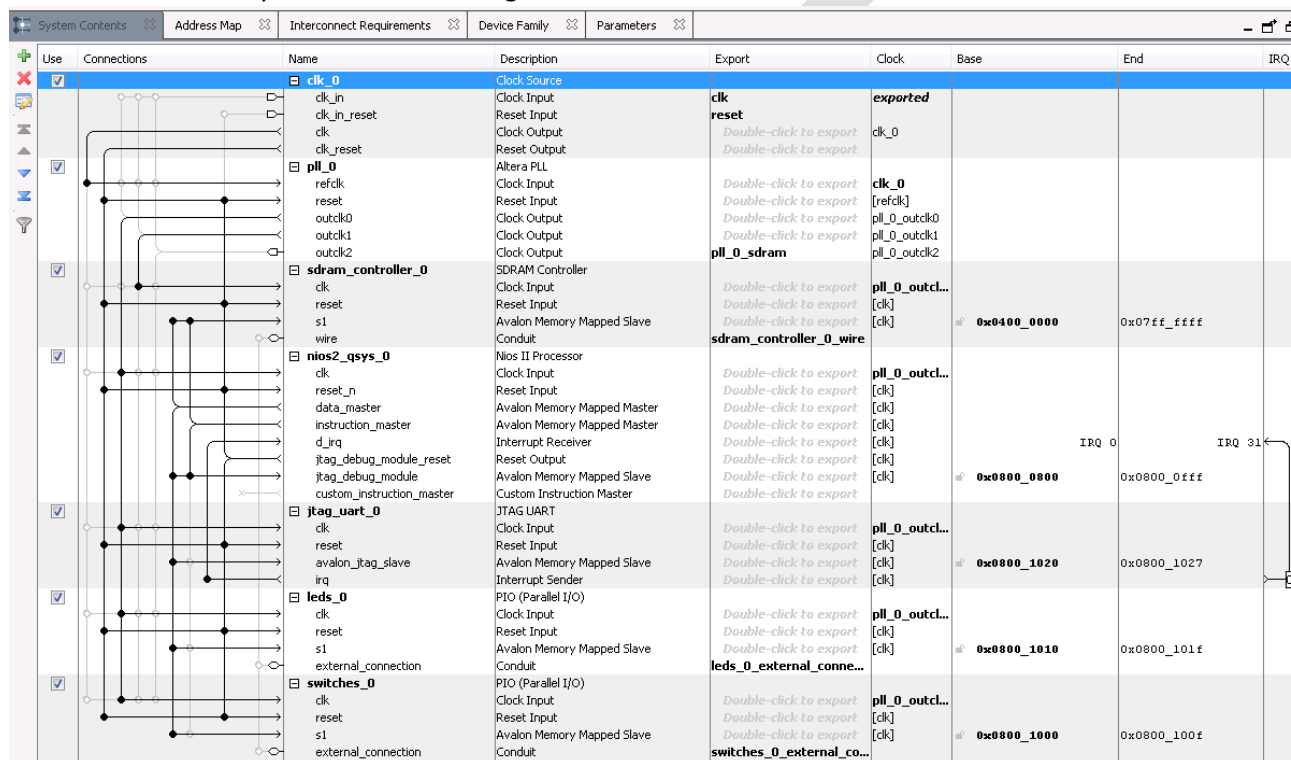 System Contents Address Map Interconnect Requirements Device Family Parameters
Use Connections Name Description Export Clock Base End IRQ
clk_0 Clock Source
clk_in Clock Input clk exported
clk_in_reset Reset Input reset
clk Clock Output Double-click to export clk_0
clk_reset Reset Output Double-click to export
pll_0 Altera PLL
refclk Clock Input Double-click to export clk_0
reset Reset Input Double-click to export [refclk]
outclk0 Clock Output Double-click to export pll_0_outclk0
outclk1 Clock Output Double-click to export pll_0_outclk1
outclk2 Clock Output pll_0_sdram pll_0_outclk2
sdram_controller_0 SDRAM Controller
clk Clock Input Double-click to export pll_0_outcl...
reset Reset Input Double-click to export [clk]
s1 Avalon Memory Mapped Slave Double-click to export [clk] 0x0400_0000 0x07ff_ffff
wire Conduit sdram_controller_0_wire
nios2_qsys_0 Nios II Processor
clk Clock Input Double-click to export pll_0_outcl...
reset_n Reset Input Double-click to export [clk]
data_master Avalon Memory Mapped Master Double-click to export [clk]
instruction_master Avalon Memory Mapped Master Double-click to export [clk]
d_irq Interrupt Receiver Double-click to export [clk] IRQ 0 IRQ 31
jtag_debug_module_reset Reset Output Double-click to export [clk]
jtag_debug_module Avalon Memory Mapped Slave Double-click to export [clk] 0x0800_0800 0x0800_0fff
custom_instruction_master Custom Instruction Master Double-click to export
jtag_uart_0 JTAG UART
clk Clock Input Double-click to export pll_0_outcl...
reset Reset Input Double-click to export [clk]
avalon_jtag_slave Avalon Memory Mapped Slave Double-click to export [clk] 0x0800_1020 0x0800_1027
irq Interrupt Sender Double-click to export [clk]
leds_0 PIO (Parallel I/O)
clk Clock Input Double-click to export pll_0_outcl...
reset Reset Input Double-click to export [clk]
s1 Avalon Memory Mapped Slave Double-click to export [clk] 0x0800_1010 0x0800_101f
external_connection Conduit leds_0_external_conne...
switches_0 PIO (Parallel I/O)
clk Clock Input Double-click to export pll_0_outcl...
reset Reset Input Double-click to export [clk]
s1 Avalon Memory Mapped Slave Double-click to export [clk] 0x0800_1000 0x0800_100f
external_connection Conduit switches_0_external_co...